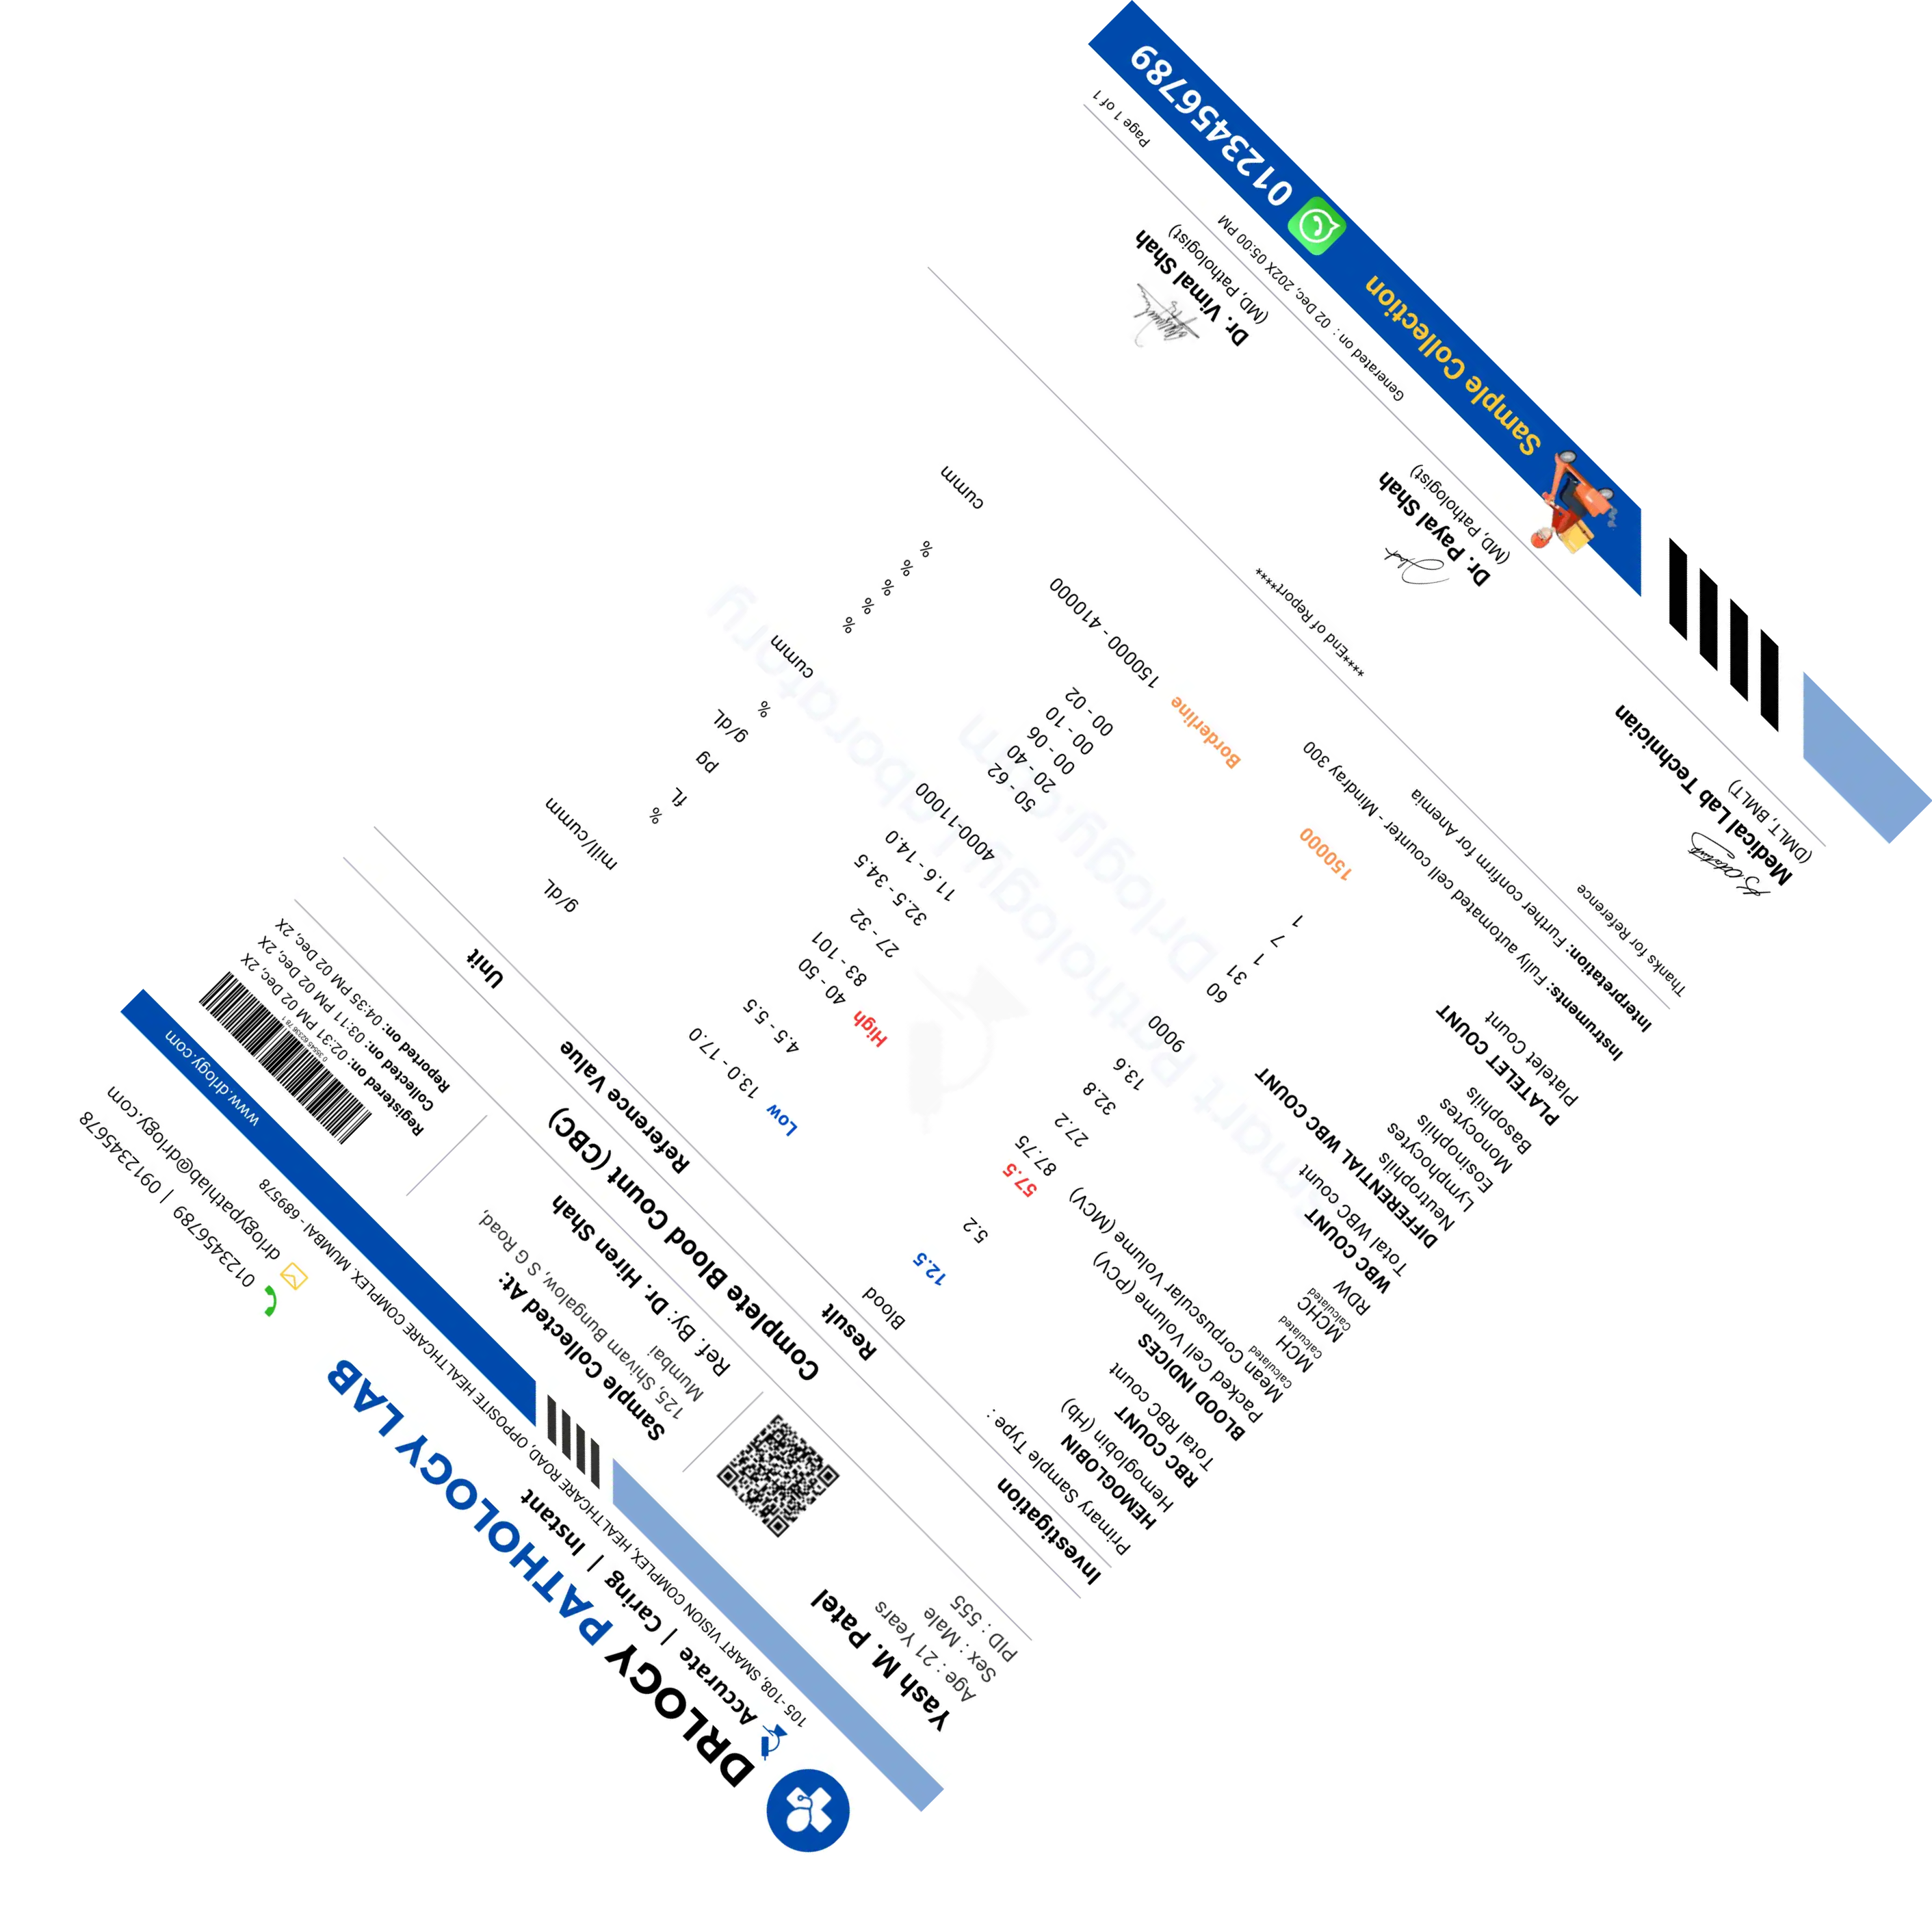 DRLOGY PATHOLOGY LAB
0123456789 | 0912345678
Accurate | Caring | Instant
drlogypathlab@drlogy.com
105-108, SMART VISION COMPLEX, HEALTHCARE ROAD, OPPOSITE HEALTHCARE COMPLEX. MUMBAI - 689578
www.drlogy.com
Yash M. Patel
Age : 21 Years
Sex : Male
PID : 555
Sample Collected At:
125, Shivam Bungalow, S G Road,
Mumbai
Ref. By: Dr. Hiren Shah
Registered on: 02:31 PM 02 Dec, 2X
Collected on: 03:11 PM 02 Dec, 2X
Reported on: 04:35 PM 02 Dec, 2X
Complete Blood Count (CBC)
Investigation Result Reference Value Unit
Primary Sample Type : Blood
HEMOGLOBIN
Hemoglobin (Hb) 12.5 Low 13.0 - 17.0 g/dL
RBC COUNT
Total RBC count 5.2 4.5 - 5.5 mill/cumm
BLOOD INDICES
Packed Cell Volume (PCV) 57.5 High 40 - 50 %
Mean Corpuscular Volume (MCV) 87.75 83 - 101 fL
Calculated
MCH 27.2 27 - 32 pg
Calculated
MCHC 32.8 32.5 - 34.5 g/dL
Calculated
RDW 13.6 11.6 - 14.0 %
WBC COUNT
Total WBC count 9000 4000-11000 cumm
DIFFERENTIAL WBC COUNT
Neutrophils 60 50 - 62 %
Lymphocytes 31 20 - 40 %
Eosinophils 1 00 - 06 %
Monocytes 7 00 - 10 %
Basophils 1 00 - 02 %
PLATELET COUNT
Platelet Count 150000 Borderline 150000 - 410000 cumm
Smart Pathology Laboratory
Drlogy.com
Instruments: Fully automated cell counter - Mindray 300
Interpretation: Further confirm for Anemia
Thanks for Reference
****End of Report****
Medical Lab Technician
(DMLT, BMLT)
Dr. Payal Shah
(MD, Pathologist)
Dr. Vimal Shah
(MD, Pathologist)
Generated on : 02 Dec, 202X 05:00 PM
Page 1 of 1
Sample Collection
0123456789